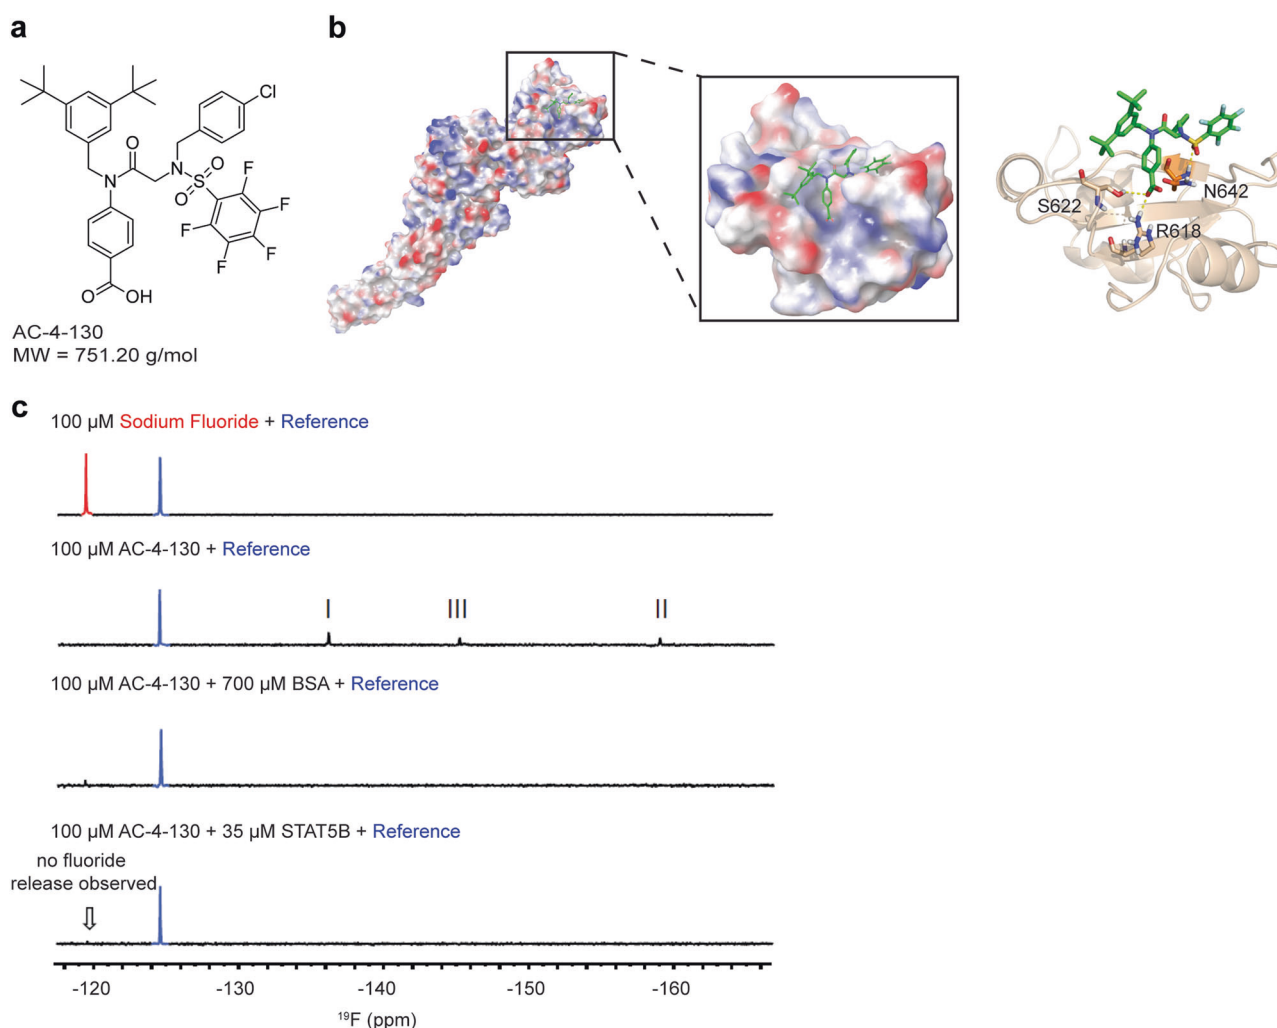 a
b
Cl
O
N
N
S
O
O
F
F
F
F
F
O
OH
AC-4-130
MW = 751.20 g/mol
S622
N642
R618
c
100 µM Sodium Fluoride + Reference
100 µM AC-4-130 + Reference
I
III
II
100 µM AC-4-130 + 700 µM BSA + Reference
100 µM AC-4-130 + 35 µM STAT5B + Reference
no fluoride
release observed
-120
-130
-140
-150
-160
¹⁹F (ppm)